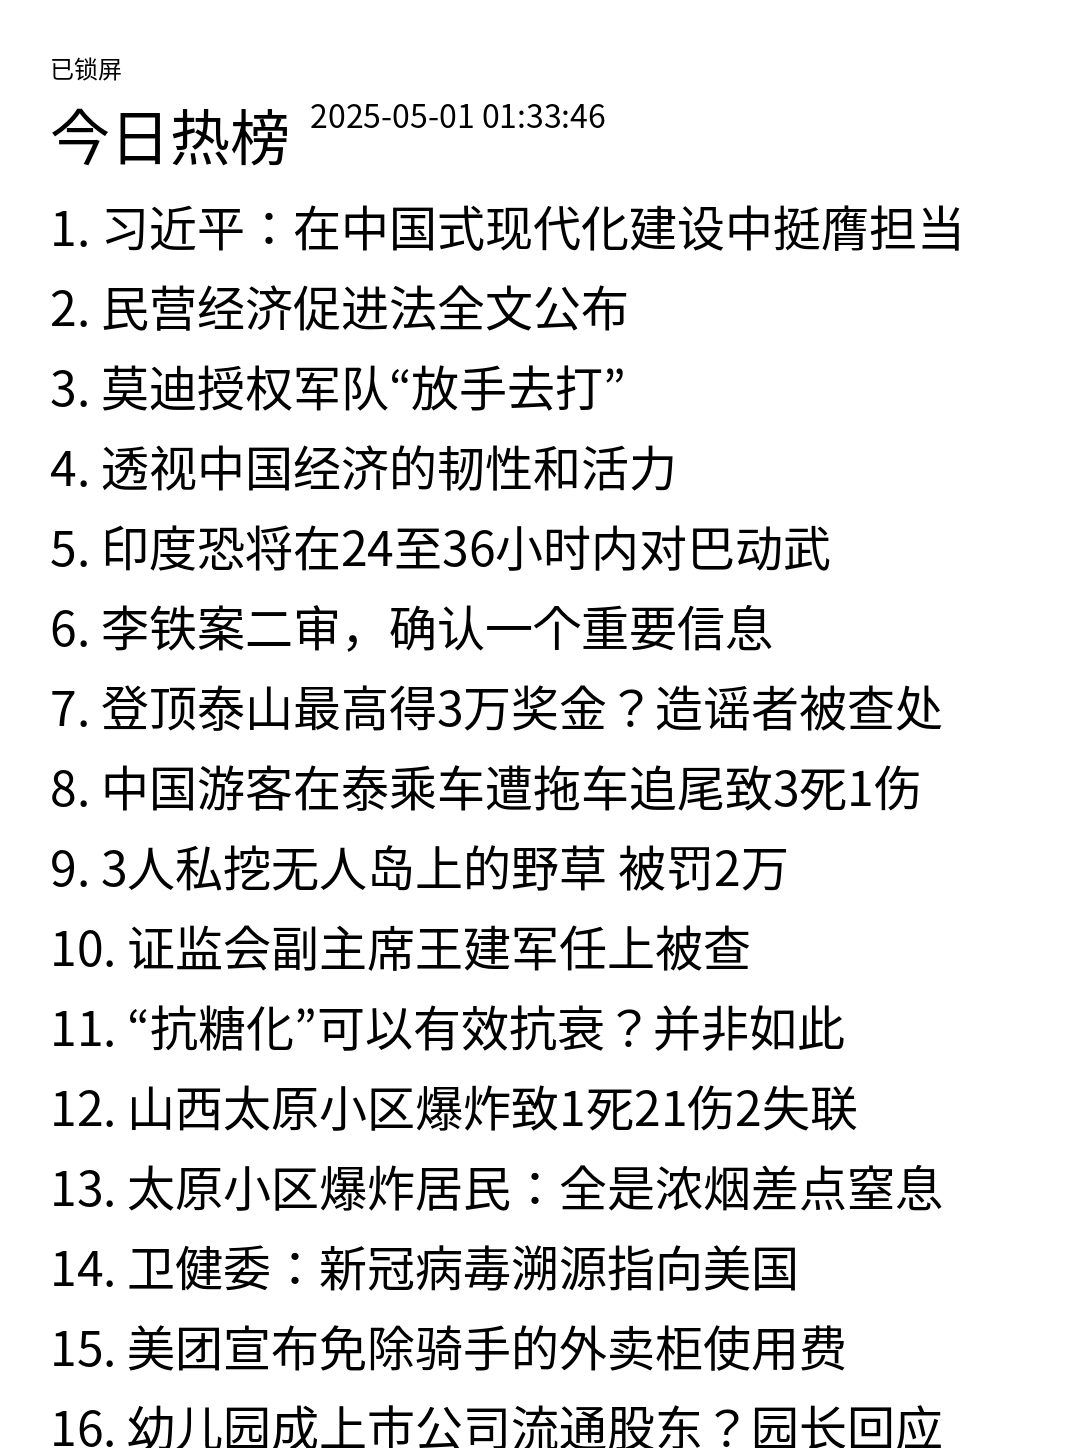 已锁屏
今日热榜 2025-05-01 01:33:46
1. 习近平：在中国式现代化建设中挺膺担当
2. 民营经济促进法全文公布
3. 莫迪授权军队“放手去打”
4. 透视中国经济的韧性和活力
5. 印度恐将在24至36小时内对巴动武
6. 李铁案二审，确认一个重要信息
7. 登顶泰山最高得3万奖金？造谣者被查处
8. 中国游客在泰乘车遭拖车追尾致3死1伤
9. 3人私挖无人岛上的野草 被罚2万
10. 证监会副主席王建军任上被查
11. “抗糖化”可以有效抗衰？并非如此
12. 山西太原小区爆炸致1死21伤2失联
13. 太原小区爆炸居民：全是浓烟差点窒息
14. 卫健委：新冠病毒溯源指向美国
15. 美团宣布免除骑手的外卖柜使用费
16. 幼儿园成上市公司流通股东？园长回应